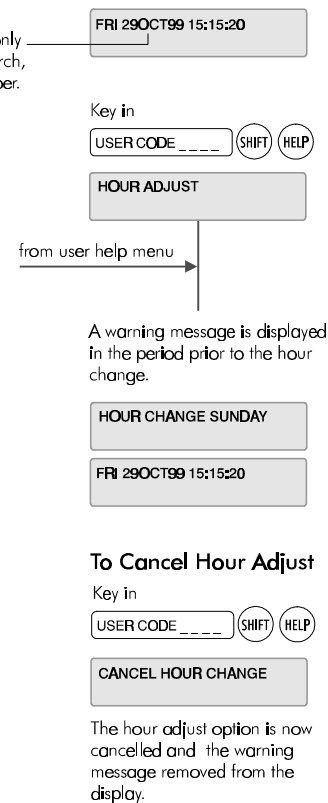 FRI 29OCT99 15:15:20
only
rch,
ber.
Key in
USER CODE _ _ _ _ SHIFT HELP
HOUR ADJUST
from user help menu
A warning message is displayed
in the period prior to the hour
change.
HOUR CHANGE SUNDAY
FRI 29OCT99 15:15:20
To Cancel Hour Adjust
Key in
USER CODE _ _ _ _ SHIFT HELP
CANCEL HOUR CHANGE
The hour adjust option is now
cancelled and the warning
message removed from the
display.